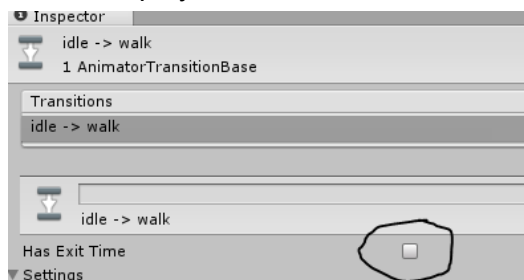 Inspector
idle -> walk
1 AnimatorTransitionBase
Transitions
idle -> walk
idle -> walk
Has Exit Time
Settings